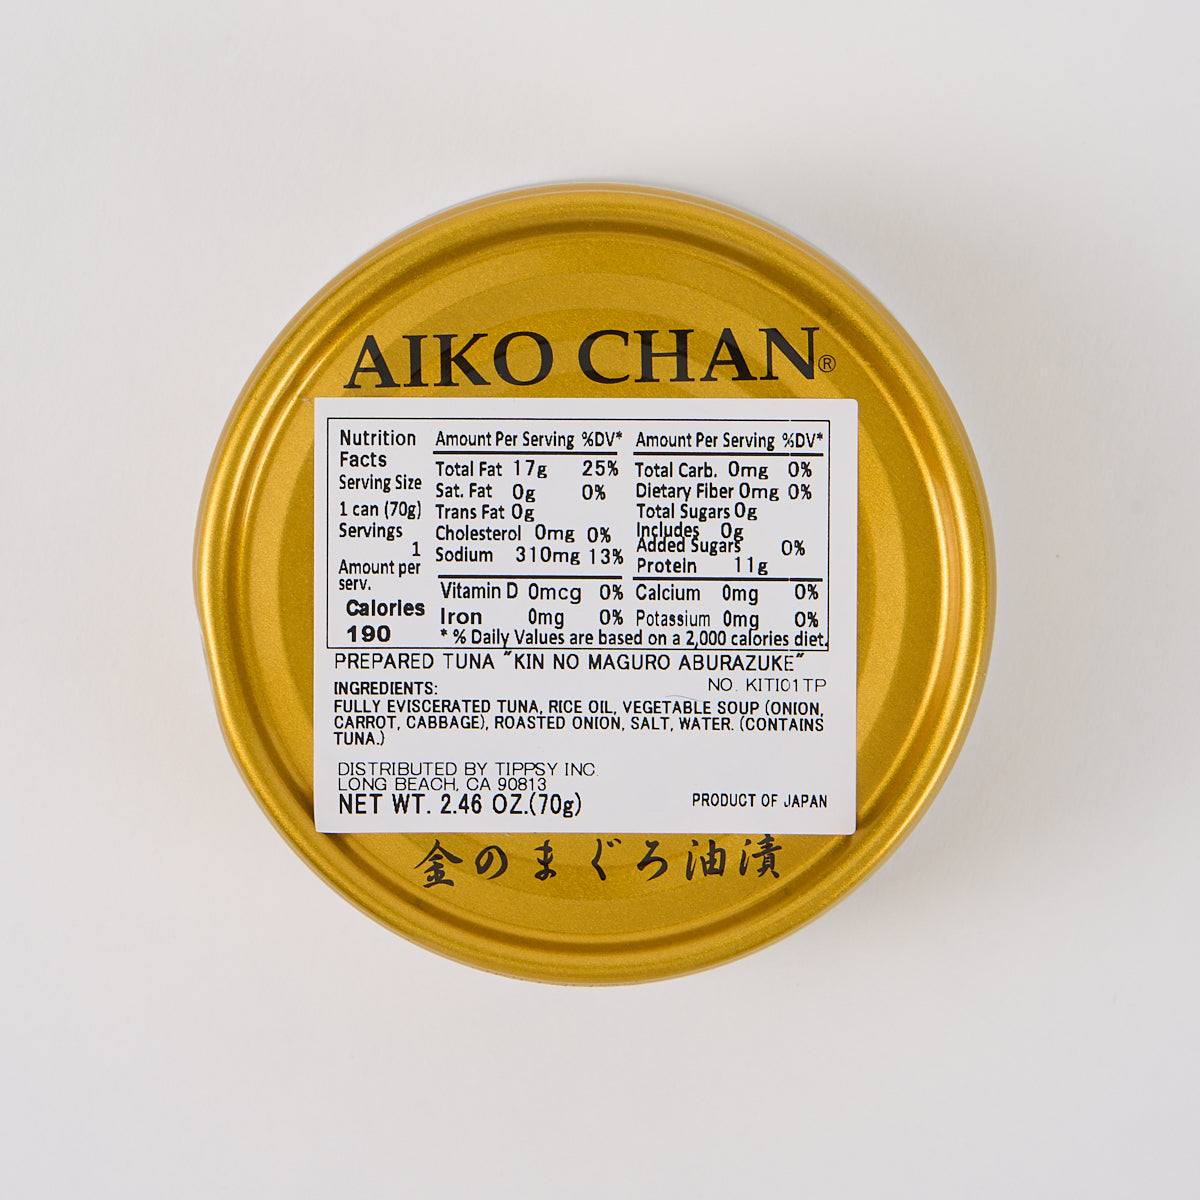 AIKO CHAN®
Nutrition
Facts
Serving Size
1 can (70g)
Servings
1
Amount per
serv.
Calories
190
Amount Per Serving %DV*
Total Fat 17g 25%
Sat. Fat 0g 0%
Trans Fat 0g
Cholesterol 0mg 0%
Sodium 310mg 13%
Vitamin D 0mcg 0%
Iron 0mg 0%
Amount Per Serving %DV*
Total Carb. 0mg 0%
Dietary Fiber 0mg 0%
Total Sugars 0g
Includes 0g
Added Sugars 0%
Protein 11g
Calcium 0mg 0%
Potassium 0mg 0%
* % Daily Values are based on a 2,000 calories diet.
PREPARED TUNA "KIN NO MAGURO ABURAZUKE"
NO. KITI01TP
INGREDIENTS:
FULLY EVISCERATED TUNA, RICE OIL, VEGETABLE SOUP (ONION,
CARROT, CABBAGE), ROASTED ONION, SALT, WATER. (CONTAINS
TUNA.)
DISTRIBUTED BY TIPPSY INC.
LONG BEACH, CA 90813
NET WT. 2.46 OZ.(70g)
PRODUCT OF JAPAN
金のまぐろ油漬